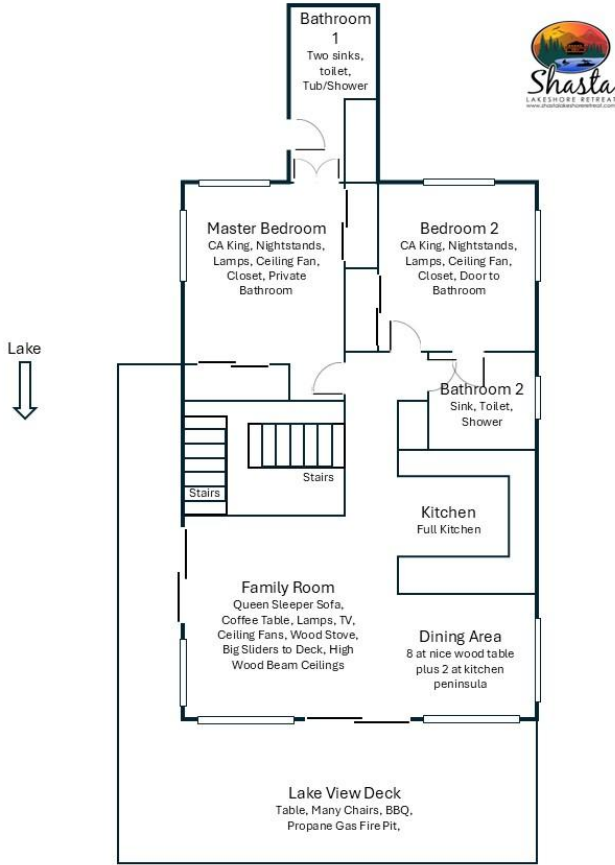 Bathroom
1
Two sinks,
toilet,
Tub/Shower
Shasta
LAKESHORE RETREAT
www.shastalakeshoreretreat.com
Master Bedroom
CA King, Nightstands,
Lamps, Ceiling Fan,
Closet, Private
Bathroom
Bedroom 2
CA King, Nightstands,
Lamps, Ceiling Fan,
Closet, Door to
Bathroom
Lake
Bathroom 2
Sink, Toilet,
Shower
Stairs
Stairs
Kitchen
Full Kitchen
Family Room
Queen Sleeper Sofa,
Coffee Table, Lamps, TV,
Ceiling Fans, Wood Stove,
Big Sliders to Deck, High
Wood Beam Ceilings
Dining Area
8 at nice wood table
plus 2 at kitchen
peninsula
Lake View Deck
Table, Many Chairs, BBQ,
Propane Gas Fire Pit,